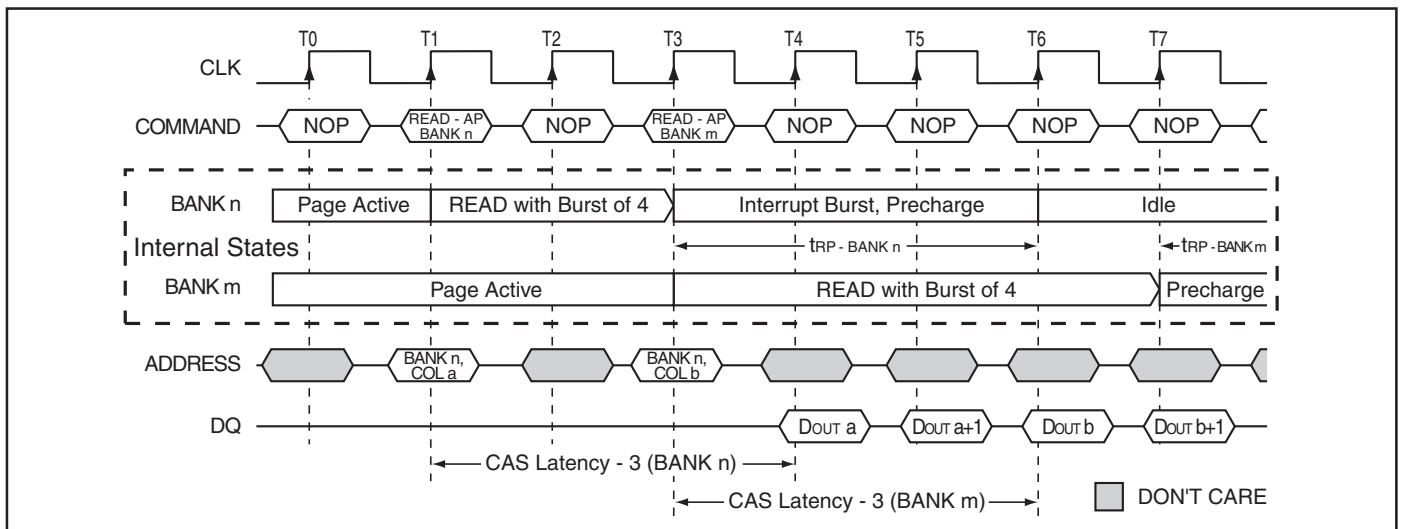 T0 T1 T2 T3 T4 T5 T6 T7
CLK
COMMAND NOP READ - AP BANK n NOP READ - AP BANK m NOP NOP NOP NOP
BANK n Page Active READ with Burst of 4 Interrupt Burst, Precharge Idle
Internal States tRP - BANK n tRP - BANK m
BANK m Page Active READ with Burst of 4 Precharge
ADDRESS BANK n, COL a BANK n, COL b
DQ DOUT a DOUT a+1 DOUT b DOUT b+1
CAS Latency - 3 (BANK n)
CAS Latency - 3 (BANK m) DON'T CARE